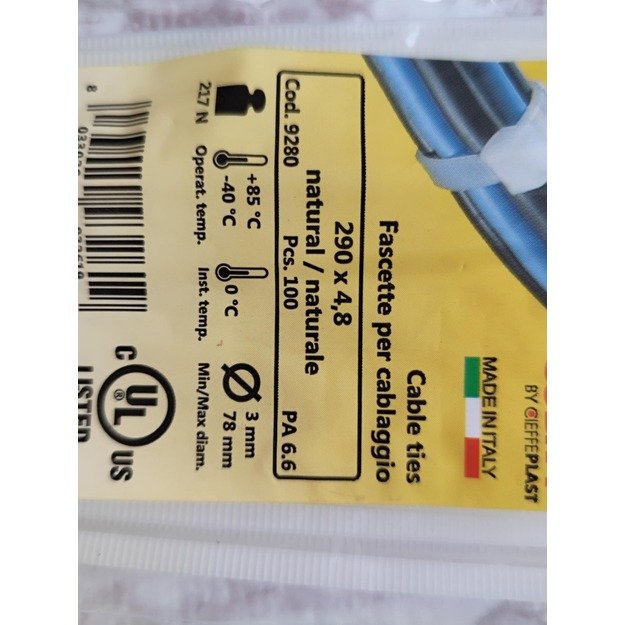 BY CIEFFEPLAST
MADE IN ITALY
Cable ties
Fascette per cablaggio
290 x 4,8
natural / naturale
Cod. 9280 Pcs. 100 PA 6.6
217 N
+85 °C
-40 °C
Operat. temp.
0 °C
Inst. temp.
3 mm
78 mm
Min/Max diam.
C UL ® US
LISTED
8